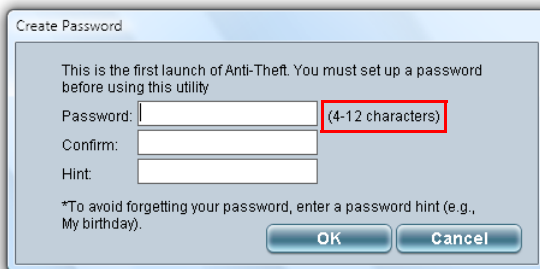 Create Password
This is the first launch of Anti-Theft. You must set up a password
before using this utility
Password: (4-12 characters)
Confirm:
Hint:
*To avoid forgetting your password, enter a password hint (e.g.,
My birthday).
OK Cancel